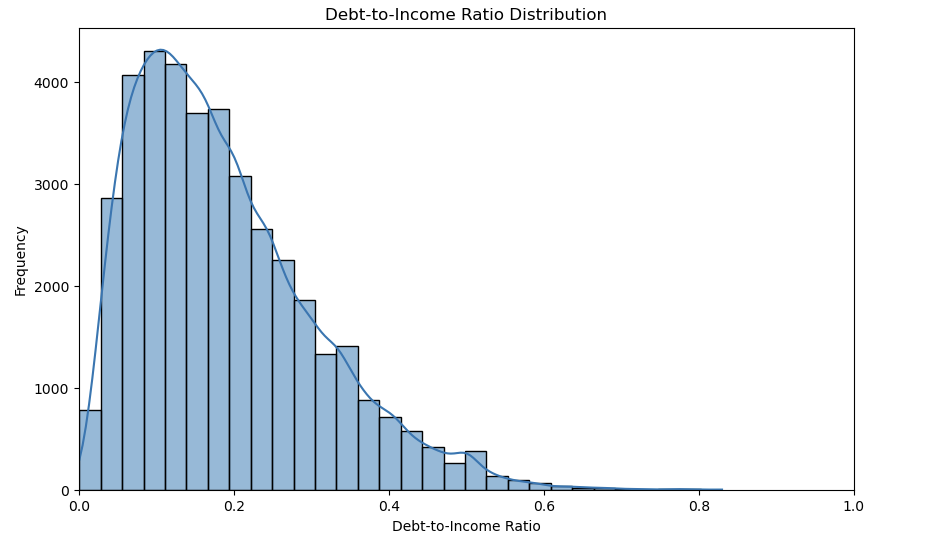 Debt-to-Income Ratio Distribution
Frequency
4000
3000
2000
1000
0
0.0 0.2 0.4 0.6 0.8 1.0
Debt-to-Income Ratio